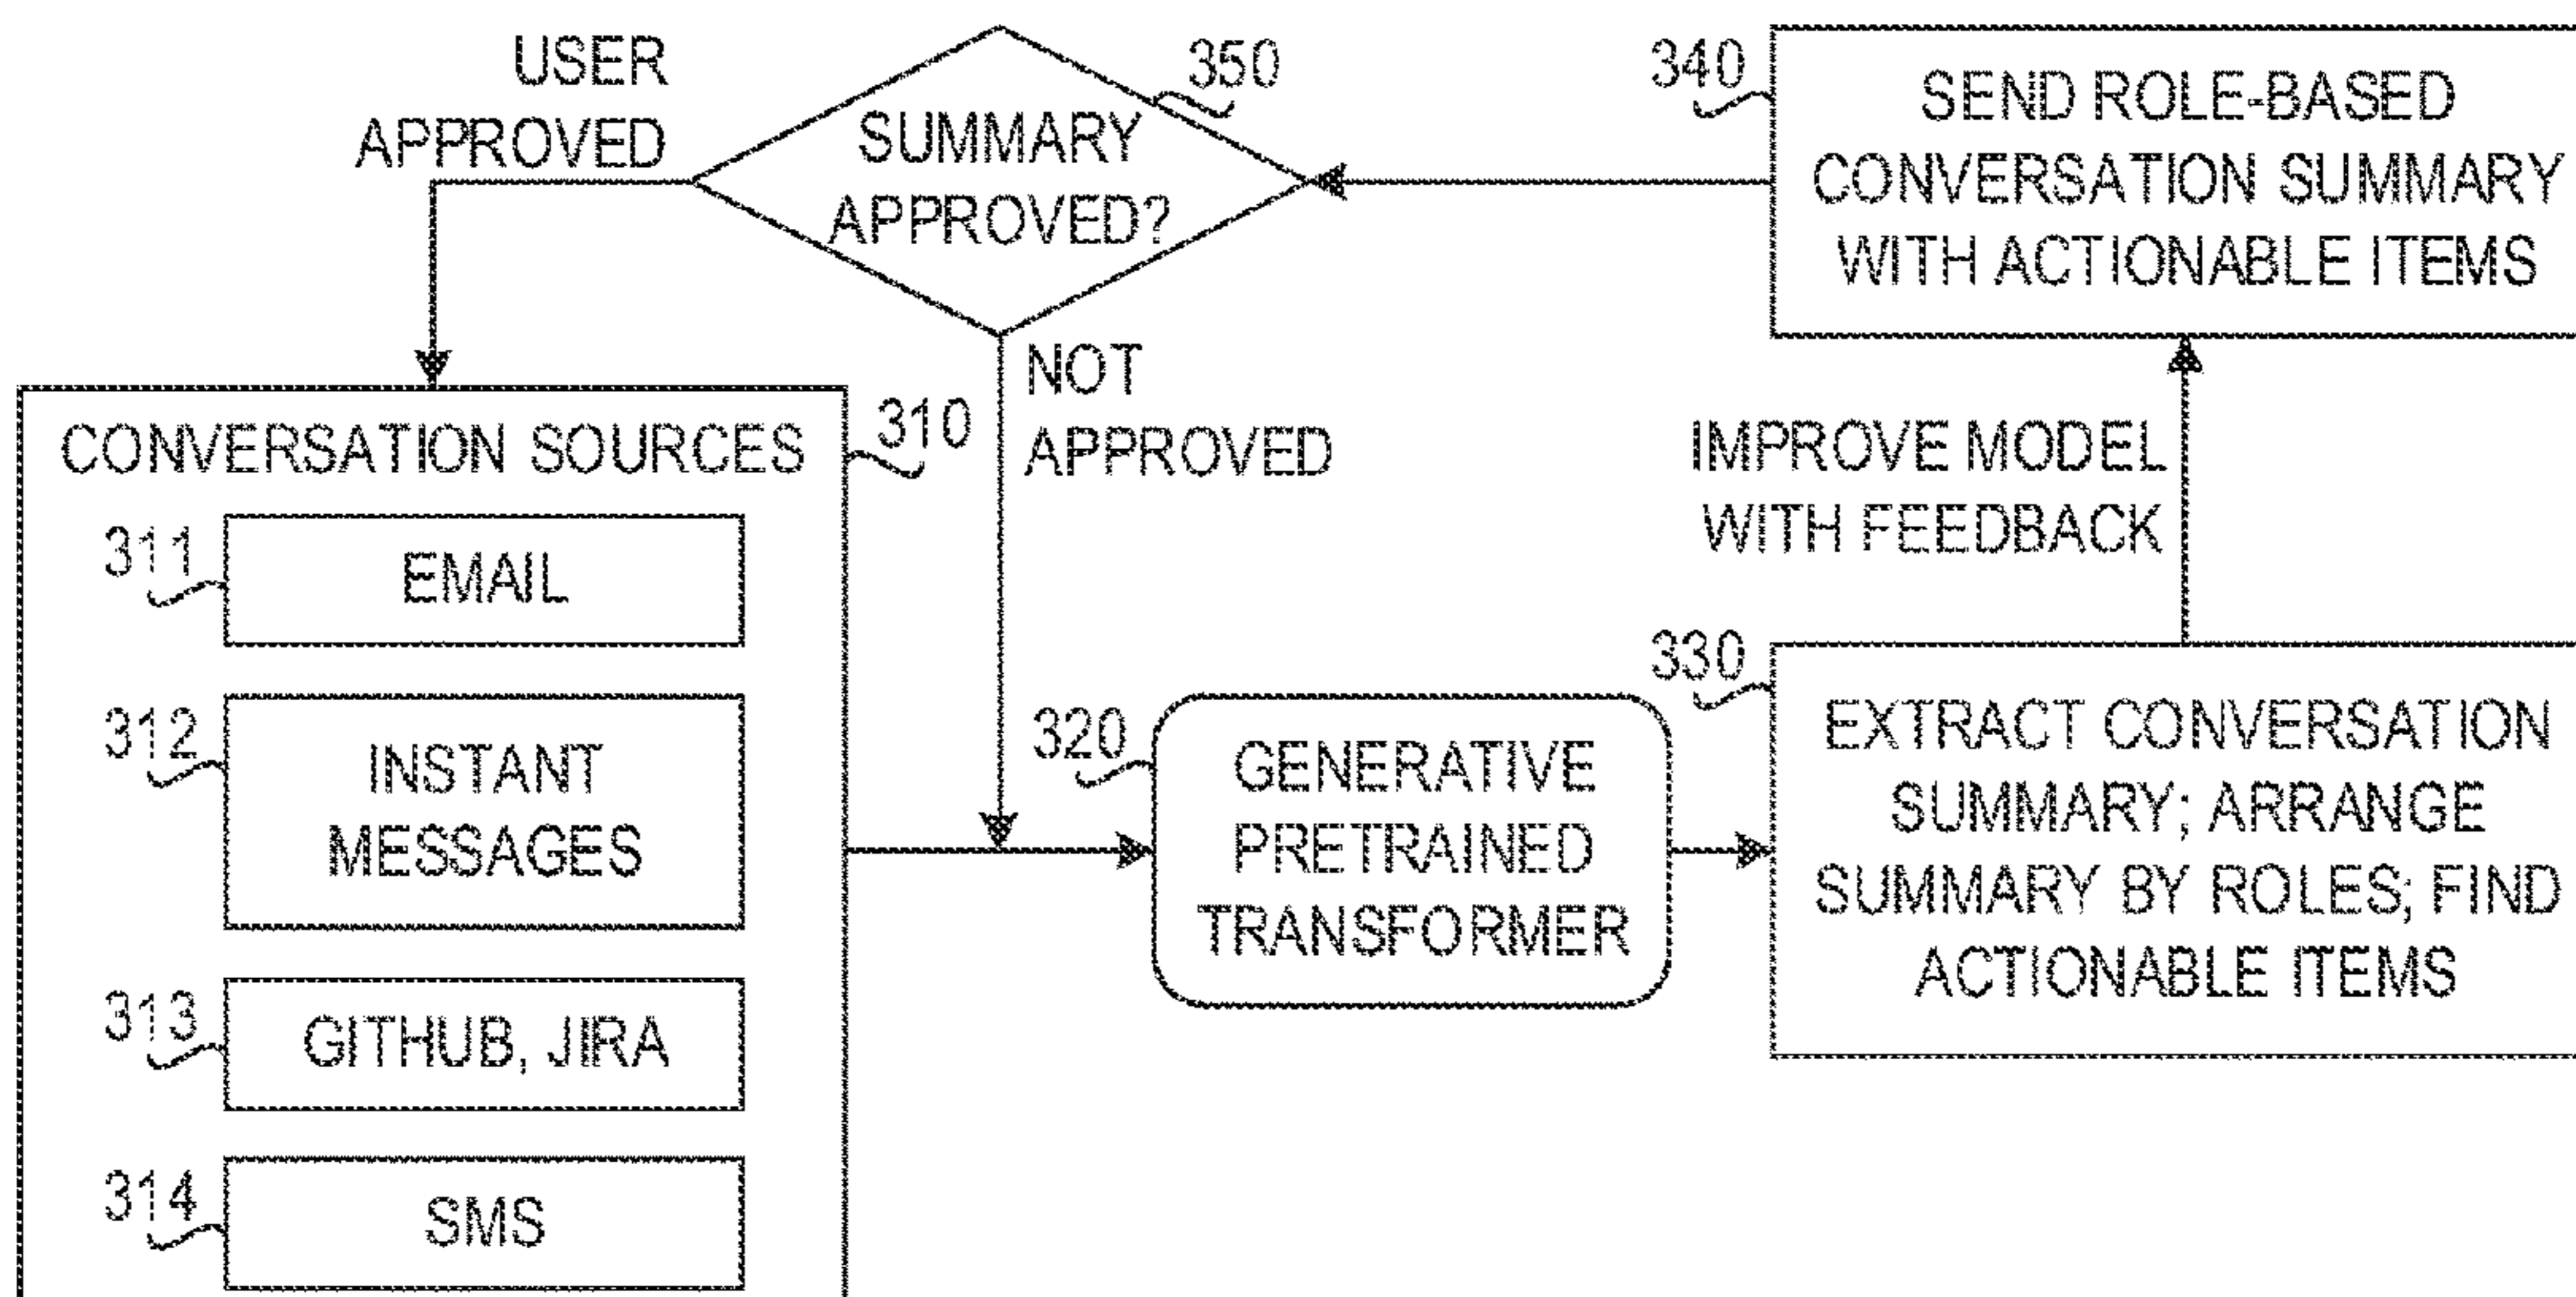 USER
APPROVED
350
SUMMARY
APPROVED?
340
SEND ROLE-BASED
CONVERSATION SUMMARY
WITH ACTIONABLE ITEMS
NOT
APPROVED
CONVERSATION SOURCES
310
IMPROVE MODEL
WITH FEEDBACK
311
EMAIL
312
INSTANT
MESSAGES
313
GITHUB, JIRA
314
SMS
320
GENERATIVE
PRETRAINED
TRANSFORMER
330
EXTRACT CONVERSATION
SUMMARY; ARRANGE
SUMMARY BY ROLES; FIND
ACTIONABLE ITEMS